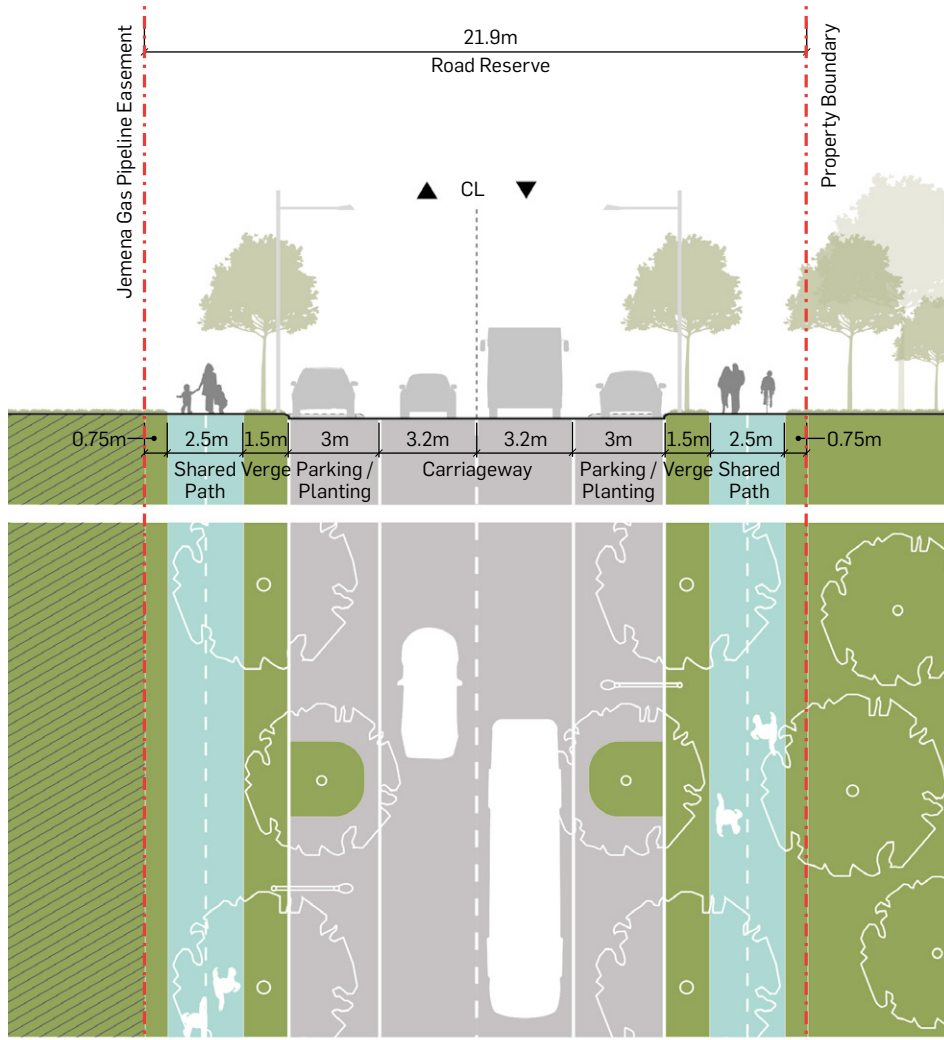 21.9m
Road Reserve
Jemena Gas Pipeline Easement
Property Boundary
CL
0.75m
2.5m
1.5m
3m
3.2m
3.2m
3m
1.5m
2.5m
0.75m
Shared
Path
Verge
Parking /
Planting
Carriageway
Parking /
Planting
Verge
Shared
Path